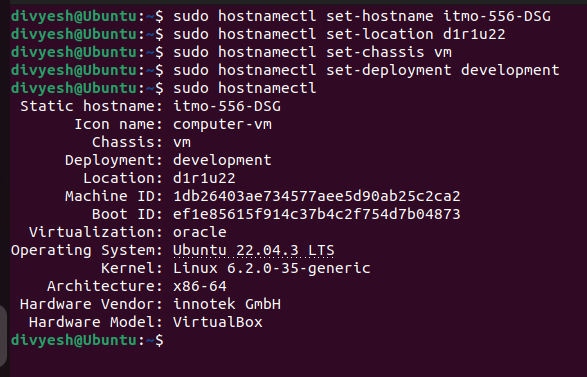 divyesh@Ubuntu:~$ sudo hostnamectl set-hostname itmo-556-DSG
divyesh@Ubuntu:~$ sudo hostnamectl set-location d1r1u22
divyesh@Ubuntu:~$ sudo hostnamectl set-chassis vm
divyesh@Ubuntu:~$ sudo hostnamectl set-deployment development
divyesh@Ubuntu:~$ sudo hostnamectl
Static hostname: itmo-556-DSG
Icon name: computer-vm
Chassis: vm
Deployment: development
Location: d1r1u22
Machine ID: 1db26403ae734577aee5d90ab25c2ca2
Boot ID: ef1e85615f914c37b4c2f754d7b04873
Virtualization: oracle
Operating System: Ubuntu 22.04.3 LTS
Kernel: Linux 6.2.0-35-generic
Architecture: x86-64
Hardware Vendor: innotek GmbH
Hardware Model: VirtualBox
divyesh@Ubuntu:~$